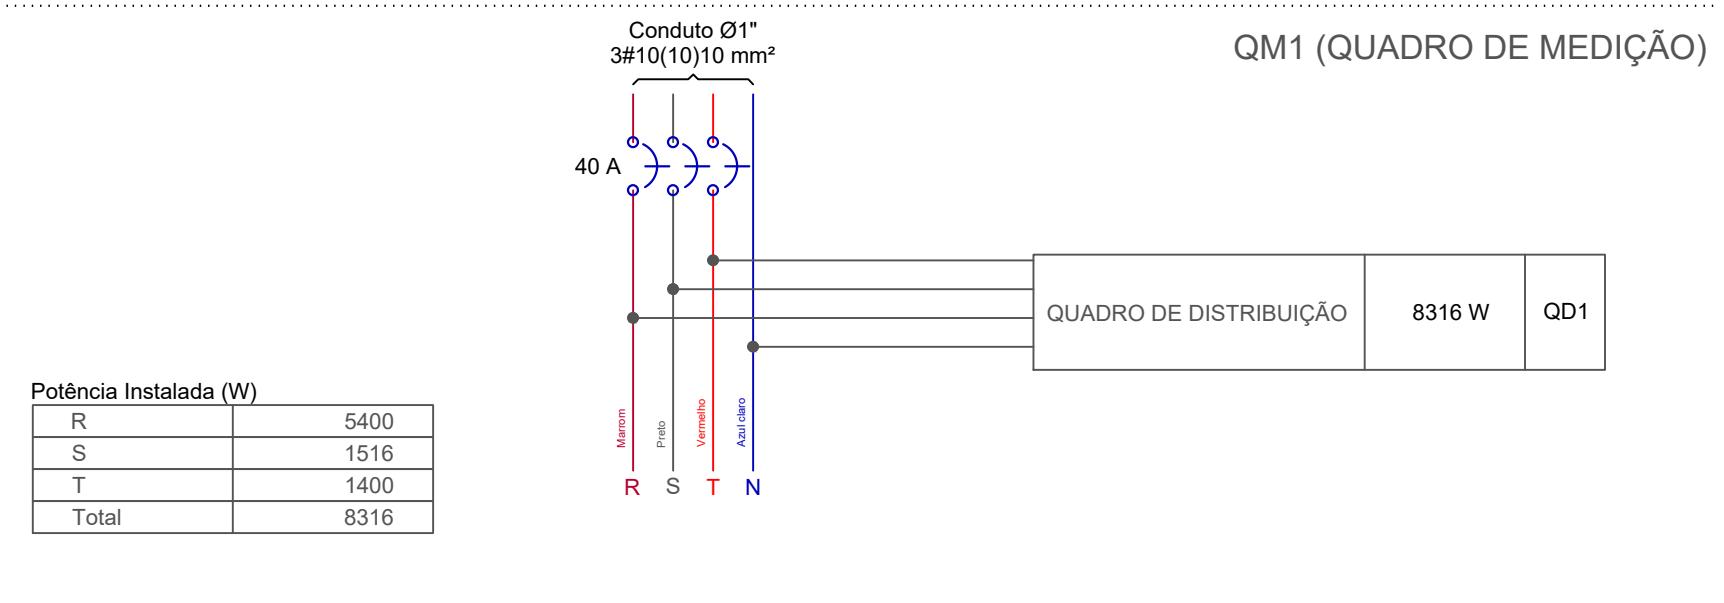 Conduto Ø1"
3#10(10)10 mm²
QM1 (QUADRO DE MEDIÇÃO)
40 A
QUADRO DE DISTRIBUIÇÃO 8316 W QD1
Potência Instalada (W)
R 5400
S 1516
T 1400
Total 8316
Marrom Preto Vermelho Azul claro
R S T N